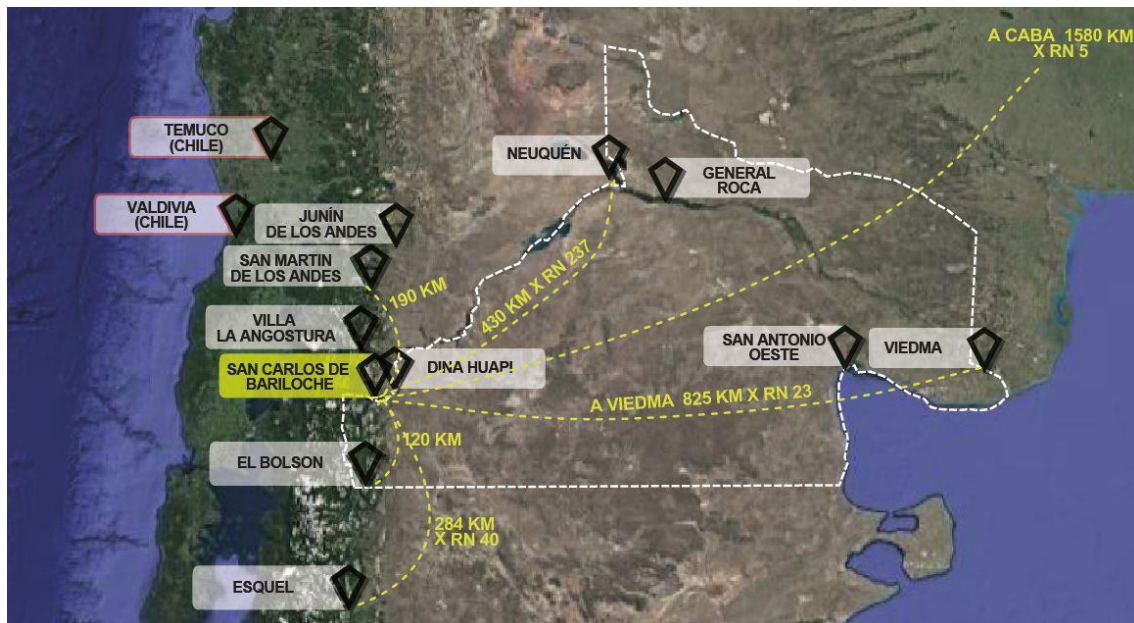 A CABA 1580 KM
X RN 5
TEMUCO
(CHILE)
NEUQUÉN
GENERAL
ROCA
VALDIVIA
(CHILE)
JUNÍN
DE LOS ANDES
SAN MARTIN
DE LOS ANDES
190 KM
430 KM X RN 237
VILLA
LA ANGOSTURA
SAN ANTONIO
OESTE
VIEDMA
SAN CARLOS DE
BARILOCHE
DINA HUAPI
A VIEDMA 825 KM X RN 23
120 KM
EL BOLSON
284 KM
X RN 40
ESQUEL